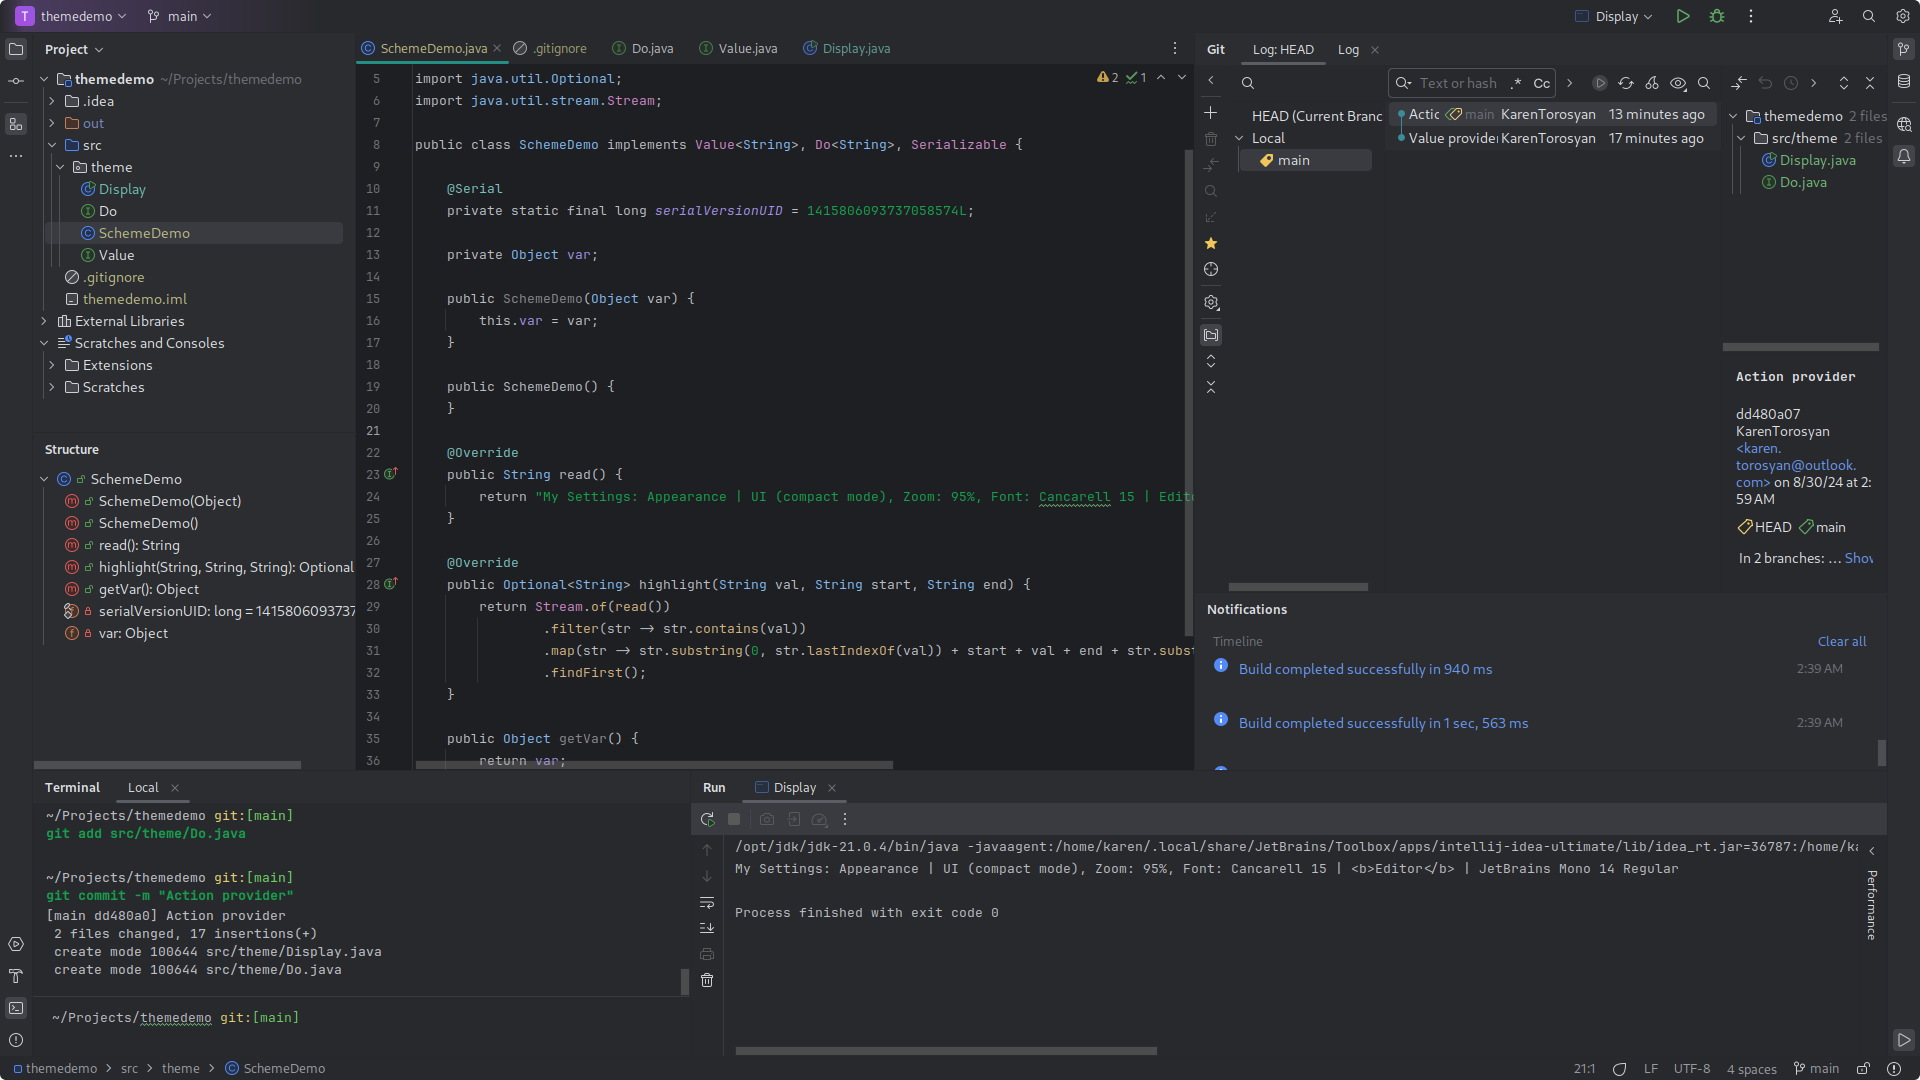 T themedemo main Display
Project
themedemo ~/Projects/themedemo
.idea
out
src
theme
Display
Do
SchemeDemo
Value
.gitignore
themedemo.iml
External Libraries
Scratches and Consoles
Extensions
Scratches
Structure
SchemeDemo
SchemeDemo(Object)
SchemeDemo()
read(): String
highlight(String, String, String): Optional
getVar(): Object
serialVersionUID: long = 1415806093737
var: Object
SchemeDemo.java .gitignore Do.java Value.java Display.java
2 1
5 import java.util.Optional;
6 import java.util.stream.Stream;
7
8 public class SchemeDemo implements Value<String>, Do<String>, Serializable {
9
10 @Serial
11 private static final long serialVersionUID = 1415806093737058574L;
12
13 private Object var;
14
15 public SchemeDemo(Object var) {
16 this.var = var;
17 }
18
19 public SchemeDemo() {
20 }
21
22 @Override
23 public String read() {
24 return "My Settings: Appearance | UI (compact mode), Zoom: 95%, Font: Cancarell 15 | Edit
25 }
26
27 @Override
28 public Optional<String> highlight(String val, String start, String end) {
29 return Stream.of(read())
30 .filter(str -> str.contains(val))
31 .map(str -> str.substring(0, str.lastIndexOf(val)) + start + val + end + str.subst
32 .findFirst();
33 }
34
35 public Object getVar() {
36 return var;
Git Log: HEAD Log
Text or hash .* Cc
HEAD (Current Branc
Local
main
Actic main KarenTorosyan 13 minutes ago
Value provide KarenTorosyan 17 minutes ago
themedemo 2 files
src/theme 2 files
Display.java
Do.java
Action provider
dd480a07
KarenTorosyan
<karen.
torosyan@outlook.
com> on 8/30/24 at 2:
59 AM
HEAD main
In 2 branches: ... Show
Notifications
Timeline Clear all
Build completed successfully in 940 ms 2:39 AM
Build completed successfully in 1 sec, 563 ms 2:39 AM
Terminal Local
~/Projects/themedemo git:[main]
git add src/theme/Do.java
~/Projects/themedemo git:[main]
git commit -m "Action provider"
[main dd480a0] Action provider
2 files changed, 17 insertions(+)
create mode 100644 src/theme/Display.java
create mode 100644 src/theme/Do.java
~/Projects/themedemo git:[main]
Run Display
/opt/jdk/jdk-21.0.4/bin/java -javaagent:/home/karen/.local/share/JetBrains/Toolbox/apps/intellij-idea-ultimate/lib/idea_rt.jar=36787:/home/ka
My Settings: Appearance | UI (compact mode), Zoom: 95%, Font: Cancarell 15 | <b>Editor</b> | JetBrains Mono 14 Regular
Process finished with exit code 0
Performance
themedemo > src > theme > SchemeDemo
21:1 LF UTF-8 4 spaces main